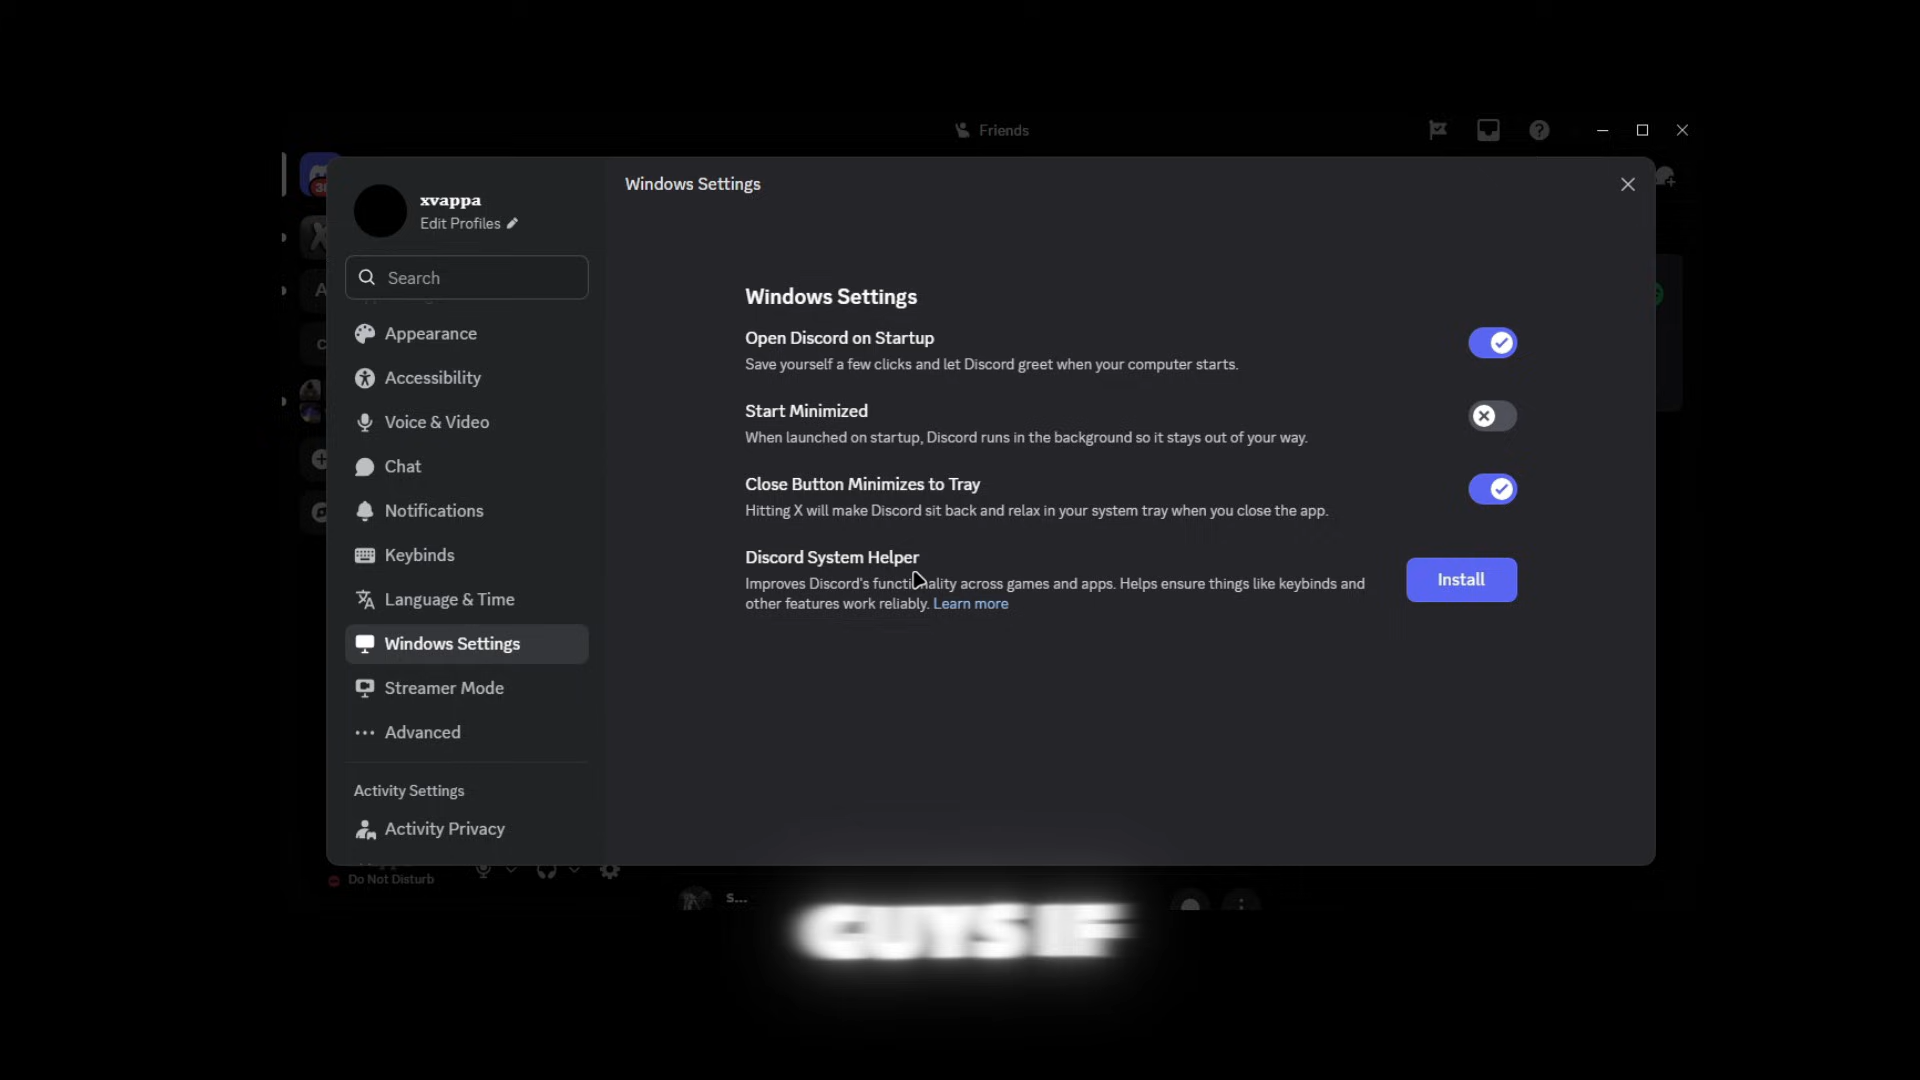 Friends
Windows Settings
xvappa
Edit Profiles
Search
Appearance
Accessibility
Voice & Video
Chat
Notifications
Keybinds
Language & Time
Windows Settings
Streamer Mode
Advanced
Activity Settings
Activity Privacy
Windows Settings
Open Discord on Startup
Save yourself a few clicks and let Discord greet when your computer starts.
Start Minimized
When launched on startup, Discord runs in the background so it stays out of your way.
Close Button Minimizes to Tray
Hitting X will make Discord sit back and relax in your system tray when you close the app.
Discord System Helper
Improves Discord's functionality across games and apps. Helps ensure things like keybinds and
other features work reliably. Learn more
Install
Do Not Disturb
S...
GUYS IF